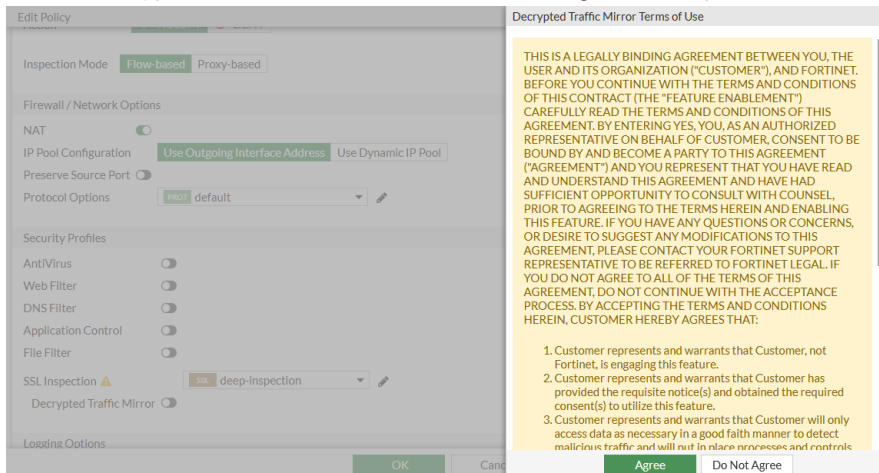 Edit Policy
Inspection Mode Flow-based Proxy-based
Firewall / Network Options
NAT
IP Pool Configuration Use Outgoing Interface Address Use Dynamic IP Pool
Preserve Source Port
Protocol Options PROT default
Security Profiles
AntiVirus
Web Filter
DNS Filter
Application Control
File Filter
SSL Inspection SSL deep-inspection
Decrypted Traffic Mirror
Logging Options
OK Canc
Decrypted Traffic Mirror Terms of Use
THIS IS A LEGALLY BINDING AGREEMENT BETWEEN YOU, THE
USER AND ITS ORGANIZATION ("CUSTOMER"), AND FORTINET.
BEFORE YOU CONTINUE WITH THE TERMS AND CONDITIONS
OF THIS CONTRACT (THE "FEATURE ENABLEMENT")
CAREFULLY READ THE TERMS AND CONDITIONS OF THIS
AGREEMENT. BY ENTERING YES, YOU, AS AN AUTHORIZED
REPRESENTATIVE ON BEHALF OF CUSTOMER, CONSENT TO BE
BOUND BY AND BECOME A PARTY TO THIS AGREEMENT
("AGREEMENT") AND YOU REPRESENT THAT YOU HAVE READ
AND UNDERSTAND THIS AGREEMENT AND HAVE HAD
SUFFICIENT OPPORTUNITY TO CONSULT WITH COUNSEL,
PRIOR TO AGREEING TO THE TERMS HEREIN AND ENABLING
THIS FEATURE. IF YOU HAVE ANY QUESTIONS OR CONCERNS,
OR DESIRE TO SUGGEST ANY MODIFICATIONS TO THIS
AGREEMENT, PLEASE CONTACT YOUR FORTINET SUPPORT
REPRESENTATIVE TO BE REFERRED TO FORTINET LEGAL. IF
YOU DO NOT AGREE TO ALL OF THE TERMS OF THIS
AGREEMENT, DO NOT CONTINUE WITH THE ACCEPTANCE
PROCESS. BY ACCEPTING THE TERMS AND CONDITIONS
HEREIN, CUSTOMER HEREBY AGREES THAT:
1. Customer represents and warrants that Customer, not
Fortinet, is engaging this feature.
2. Customer represents and warrants that Customer has
provided the requisite notice(s) and obtained the required
consent(s) to utilize this feature.
3. Customer represents and warrants that Customer will only
access data as necessary in a good faith manner to detect
malicious traffic and will put in place processes and controls
Agree Do Not Agree